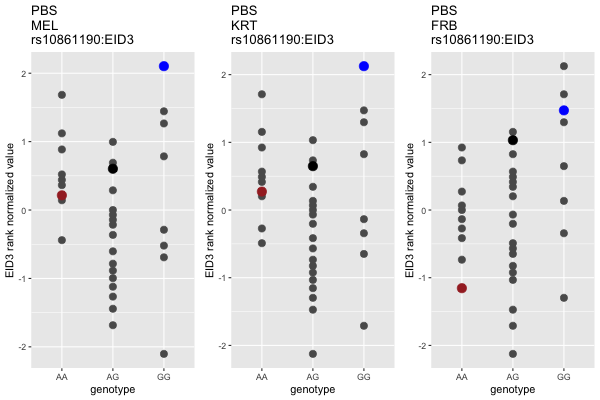 PBS
MEL
rs10861190:EID3
EID3 rank normalized value
2
1
0
-1
-2
AA
AG
GG
genotype
PBS
KRT
rs10861190:EID3
EID3 rank normalized value
2
1
0
-1
-2
AA
AG
GG
genotype
PBS
FRB
rs10861190:EID3
EID3 rank normalized value
2
1
0
-1
-2
AA
AG
GG
genotype